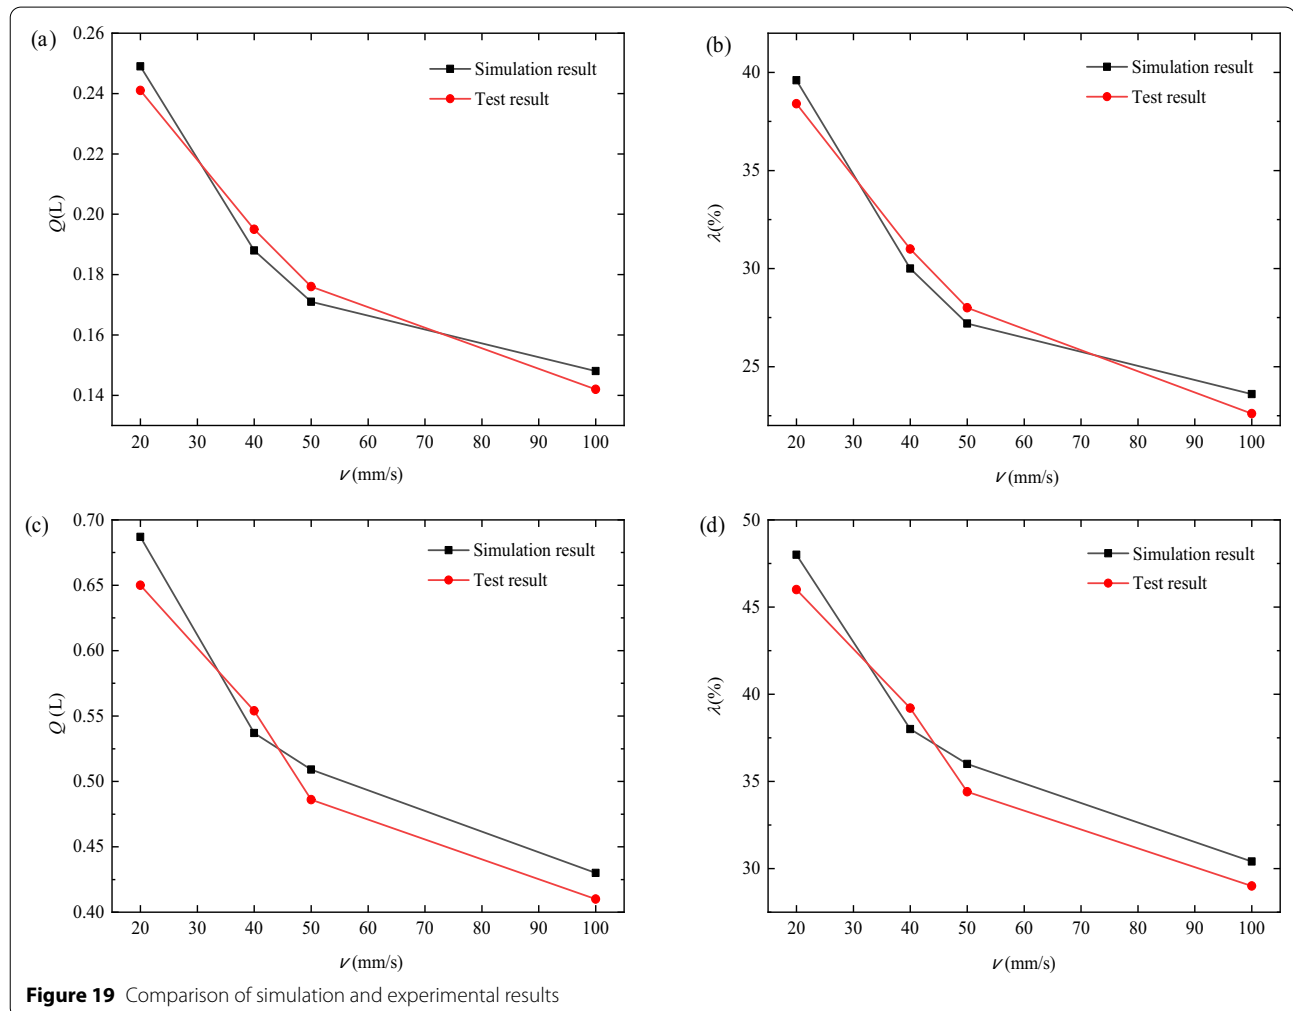 (a)
0.26
0.24
0.22
0.20
0.18
0.16
0.14
Q(L)
Simulation result
Test result
20 30 40 50 60 70 80 90 100
V (mm/s)
(b)
40
35
30
25
λ(%)
Simulation result
Test result
20 30 40 50 60 70 80 90 100
V (mm/s)
(c)
0.70
0.65
0.60
0.55
0.50
0.45
0.40
Q (L)
Simulation result
Test result
20 30 40 50 60 70 80 90 100
V (mm/s)
(d)
50
45
40
35
30
λ(%)
Simulation result
Test result
20 30 40 50 60 70 80 90 100
V (mm/s)
Figure 19 Comparison of simulation and experimental results